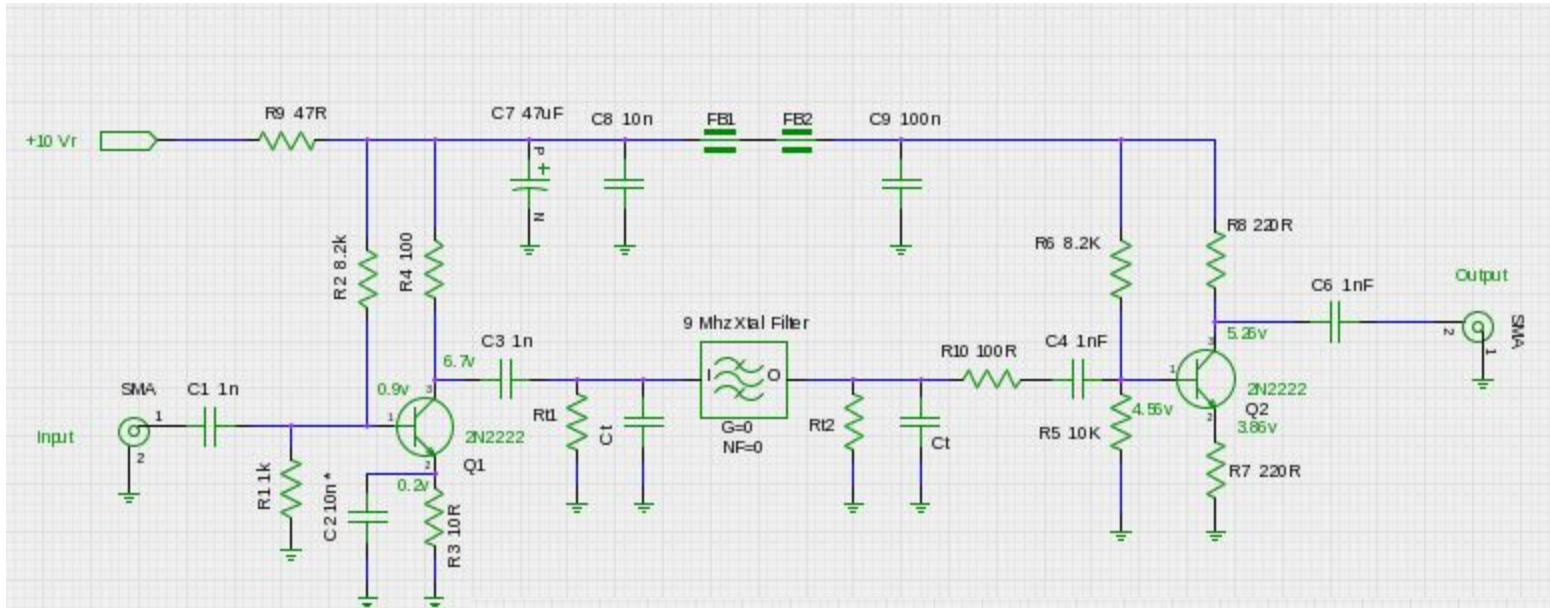 +10 Vr
R9 47R
C7 47uF
C8 10n
FB1
FB2
C9 100n
P
+
N
R2 8.2k
R4 100
R6 8.2K
R8 220R
Output
C6 1nF
SMA
2
1
9 MhzXtal Filter
C3 1n
6.7v
I
O
G=0
NF=0
R10 100R
C4 1nF
5.26v
3
1
2N2222
Q2
2
3.86v
4.56v
R5 10K
R7 220R
SMA
C1 1n
0.9v
3
1
2N2222
Q1
2
0.2v
Input
1
2
R1 1k
C2 10n*
R3 10R
Rt1
Ct
Rt2
Ct